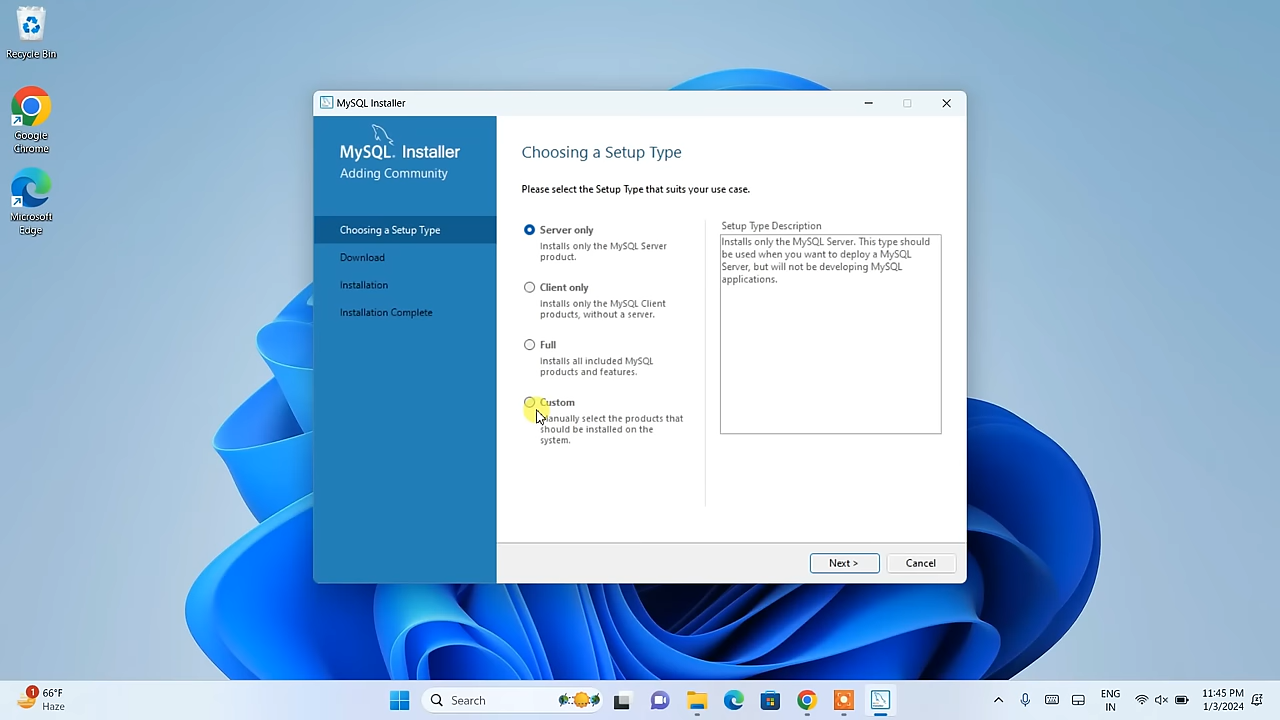 Recycle Bin
Google
Chrome
Microsoft
Edge
MySQL Installer
MySQL. Installer
Adding Community
Choosing a Setup Type
Download
Installation
Installation Complete
Choosing a Setup Type
Please select the Setup Type that suits your use case.
Server only
Installs only the MySQL Server
product.
Client only
Installs only the MySQL Client
products, without a server.
Full
Installs all included MySQL
products and features.
Custom
Manually select the products that
should be installed on the
system.
Setup Type Description
Installs only the MySQL Server. This type should
be used when you want to deploy a MySQL
Server, but will not be developing MySQL
applications.
Next >
Cancel
1
66°F
Haze
Search
ENG
IN
11:45 PM
1/3/2024